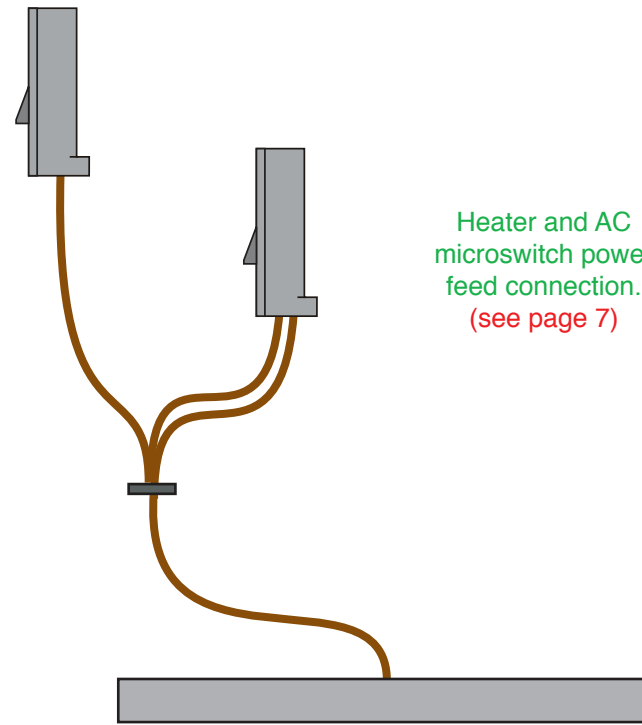 Heater and AC
microswitch powe
feed connection.
(see page 7)